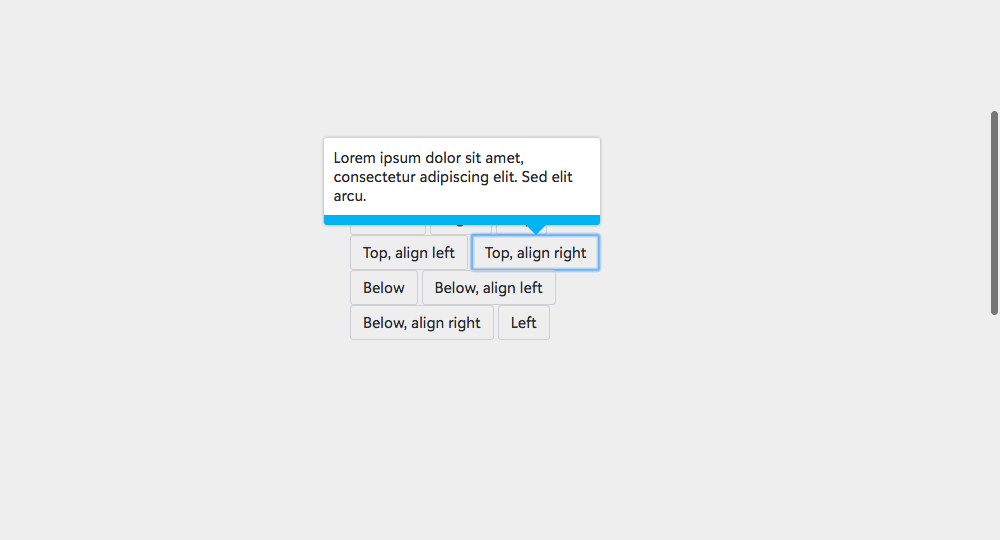 Lorem ipsum dolor sit amet,
consectetur adipiscing elit. Sed elit
arcu.
Top, align left Top, align right
Below Below, align left
Below, align right Left